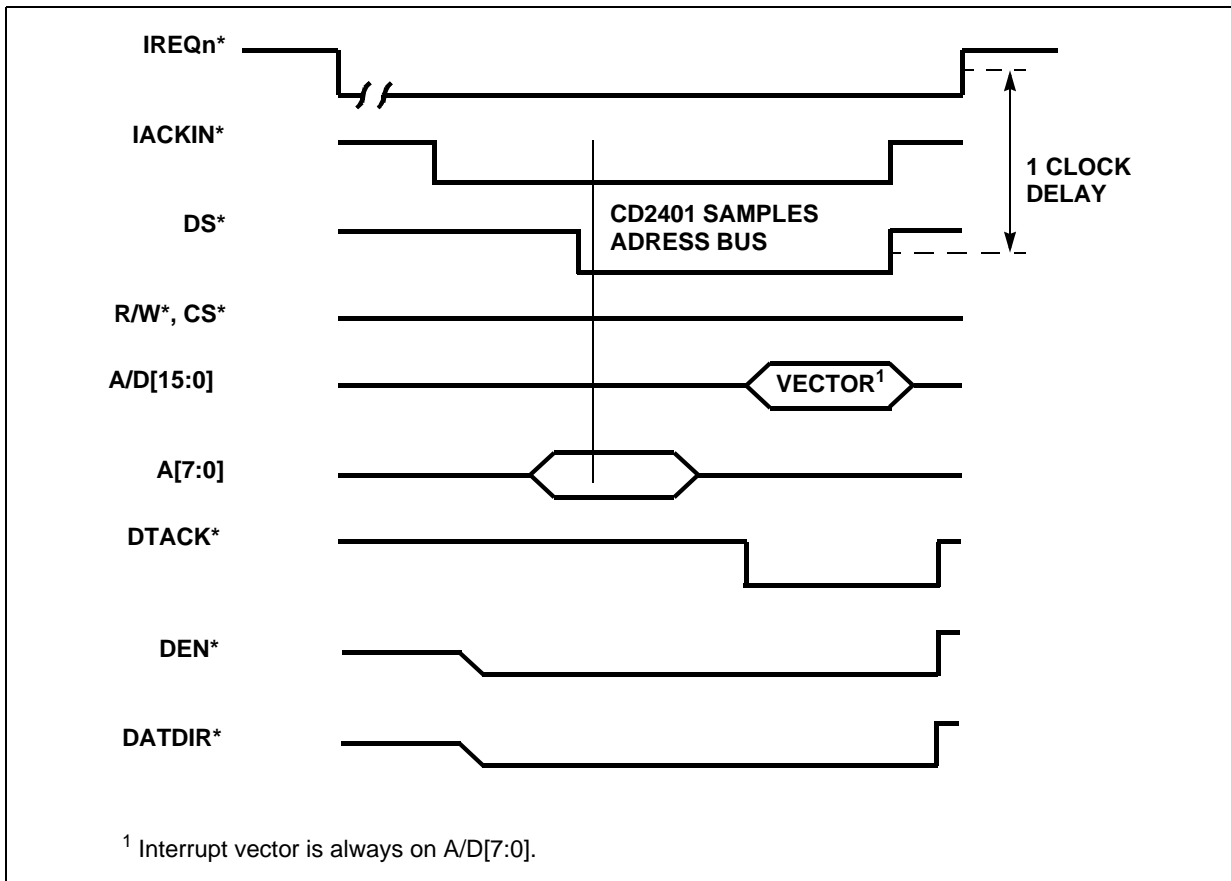 IREQn*
IACKIN*
1 CLOCK
DELAY
CD2401 SAMPLES
ADRESS BUS
DS*
R/W*, CS*
A/D[15:0]
VECTOR1
A[7:0]
DTACK*
DEN*
DATDIR*
1 Interrupt vector is always on A/D[7:0].